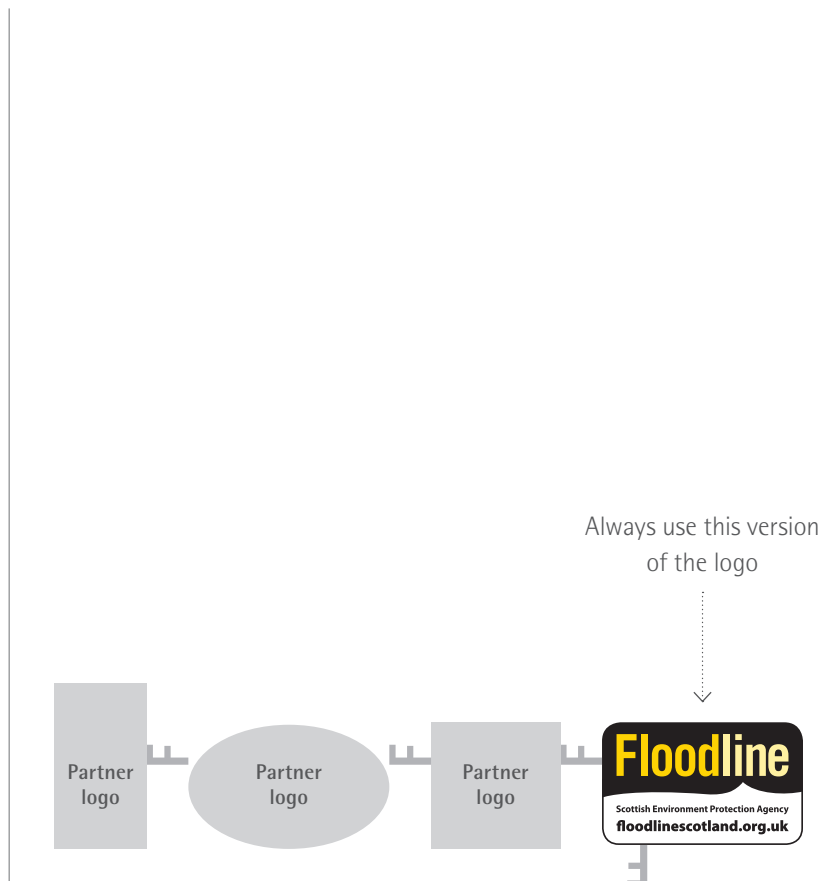 Always use this version
of the logo
Partner
logo
Partner
logo
Partner
logo
Floodline
Scottish Environment Protection Agency
floodlinescotland.org.uk